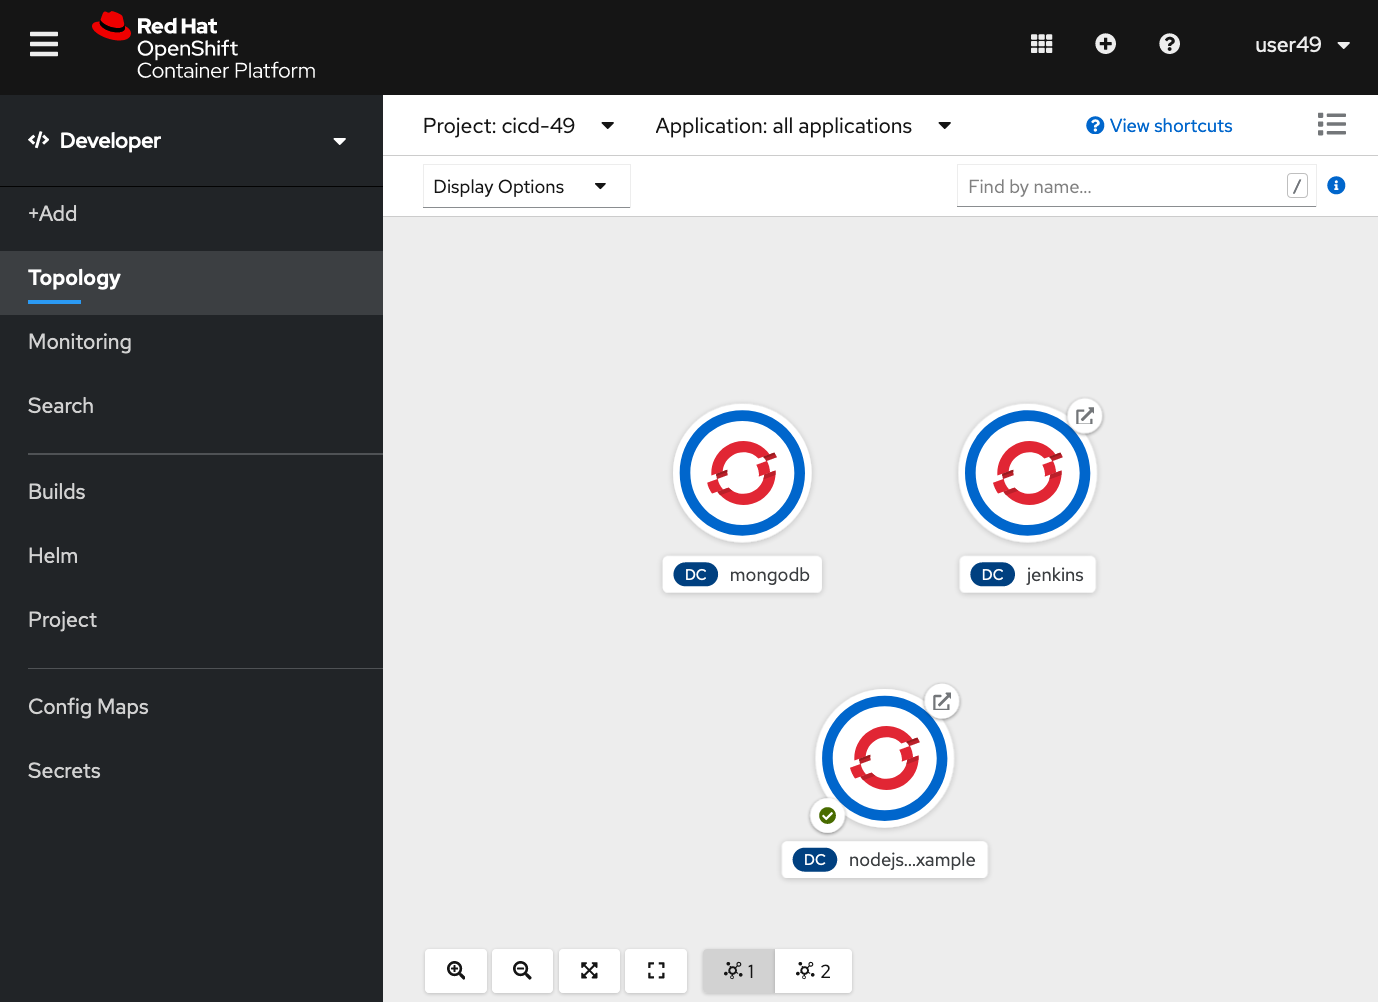 Red Hat
OpenShift
Container Platform
user49
Developer
Project: cicd-49
Application: all applications
View shortcuts
Display Options
Find by name...
/
+Add
Topology
Monitoring
Search
Builds
Helm
Project
Config Maps
Secrets
DC mongodb
DC jenkins
DC nodejs...xample
1
2